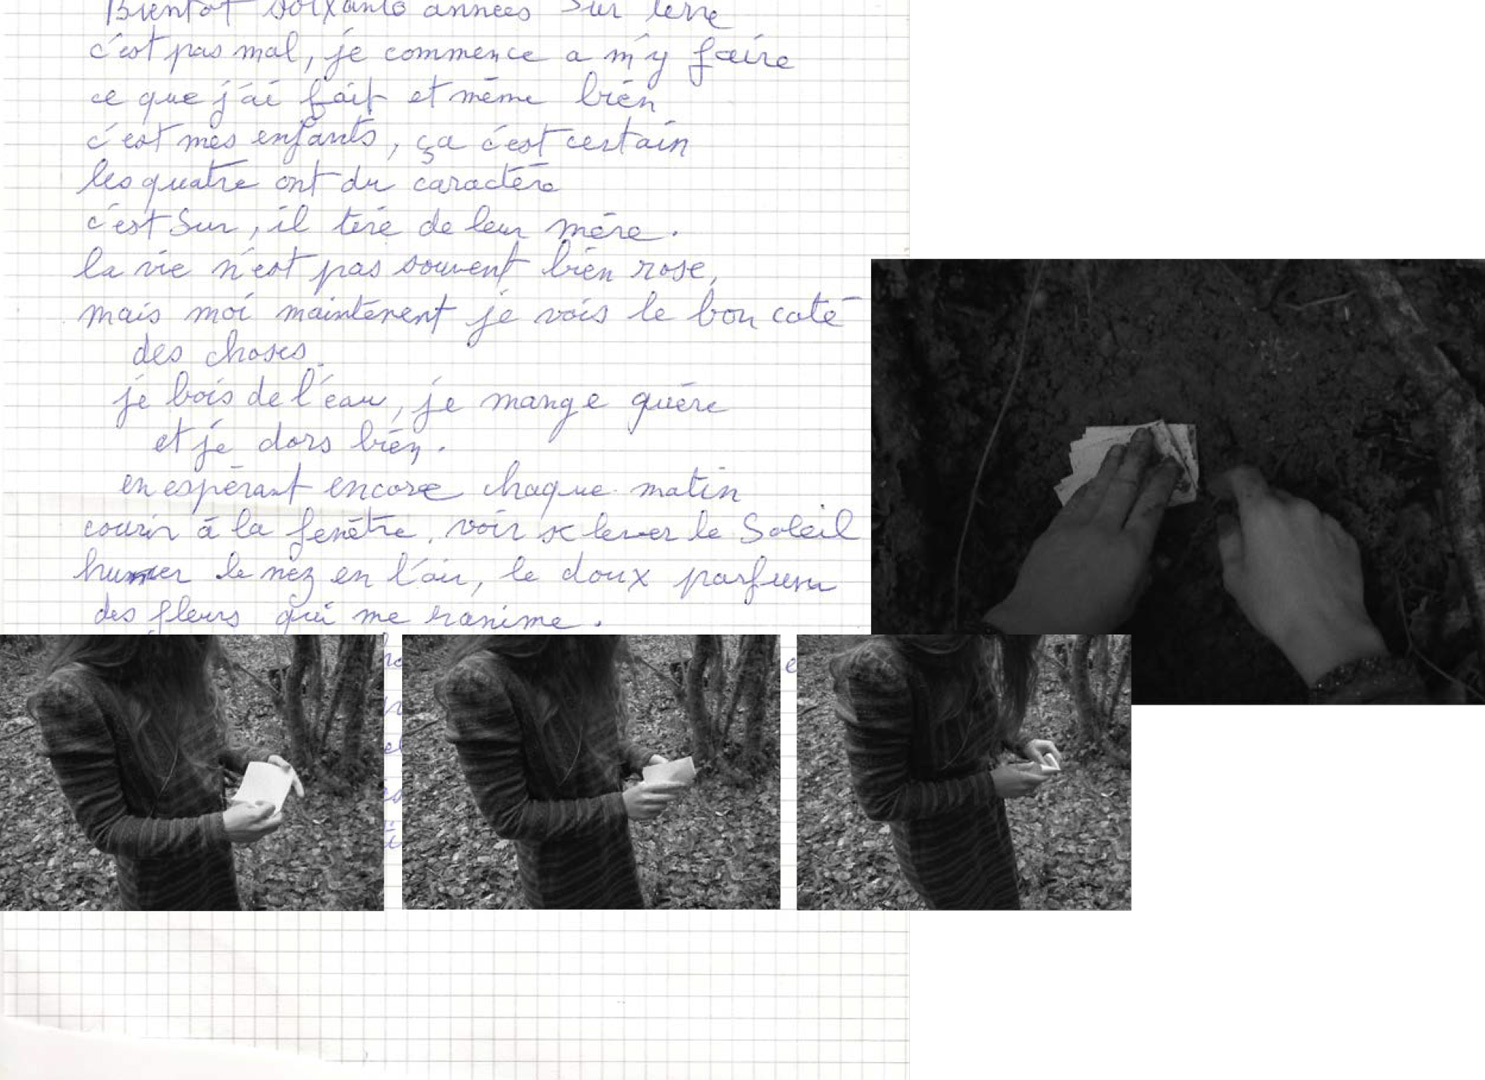 Bientot soixante années sur terre
c'est pas mal, je commence a m'y faire
ce que j'ai fait et même bien
c'est mes enfants, ça c'est certain
les quatre ont du caractère
c'est sur, il tire de leur mère.
la vie n'est pas souvent bien rose,
mais moi maintenent je vois le bon coté
des choses.
je bois de l'eau, je mange guère
et je dors bien.
en espérant encore chaque matin
courir à la fenêtre, voir se lever le Soleil
humer le nez en l'air, le doux parfum
des fleurs qui me ranime.